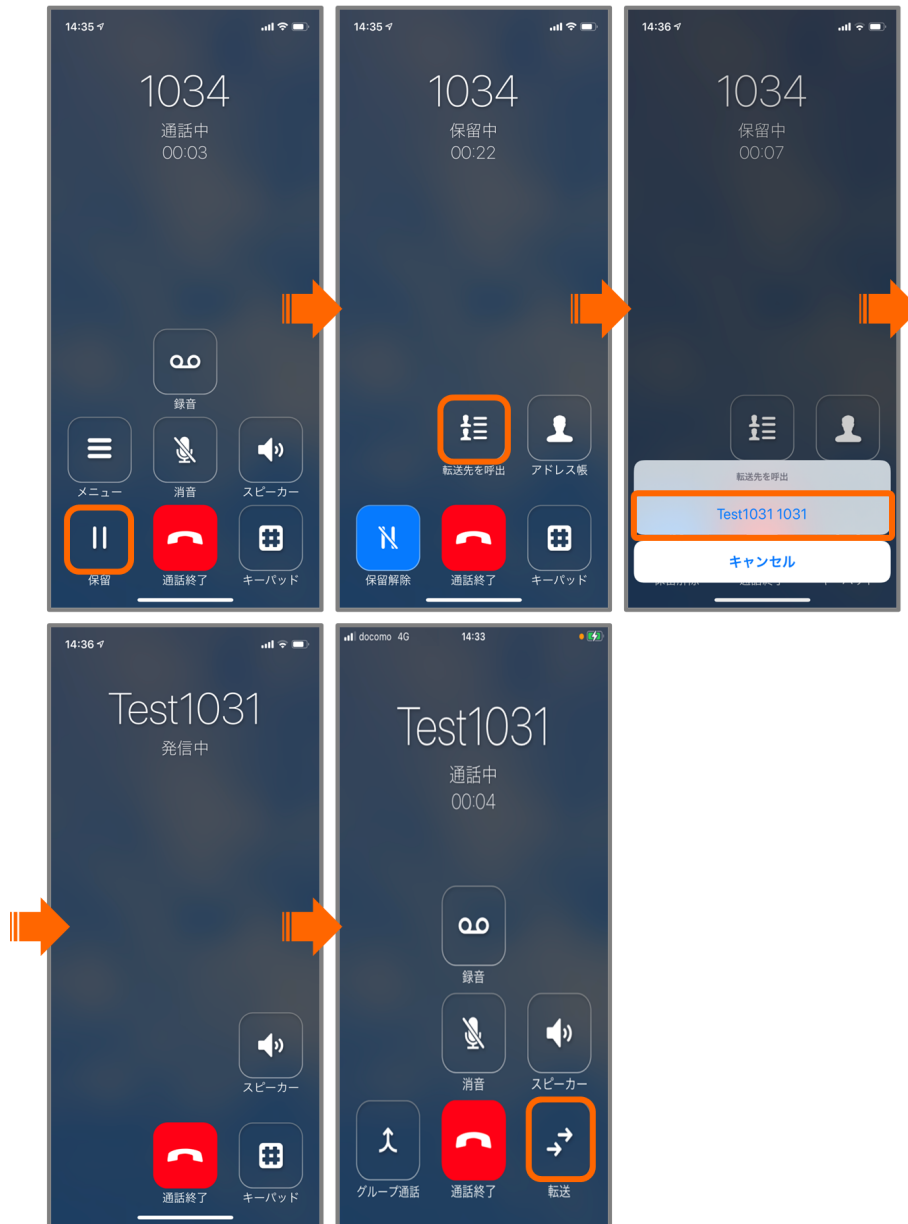 14:35
1034
通話中
00:03
録音
メニュー
消音
スピーカー
保留
通話終了
キーパッド
14:35
1034
保留中
00:22
転送先を呼出
アドレス帳
保留解除
通話終了
キーパッド
14:36
1034
保留中
00:07
転送先を呼出
Test1031 1031
キャンセル
14:36
Test1031
発信中
スピーカー
通話終了
キーパッド
docomo 4G 14:33
Test1031
通話中
00:04
録音
消音
スピーカー
グループ通話
通話終了
転送